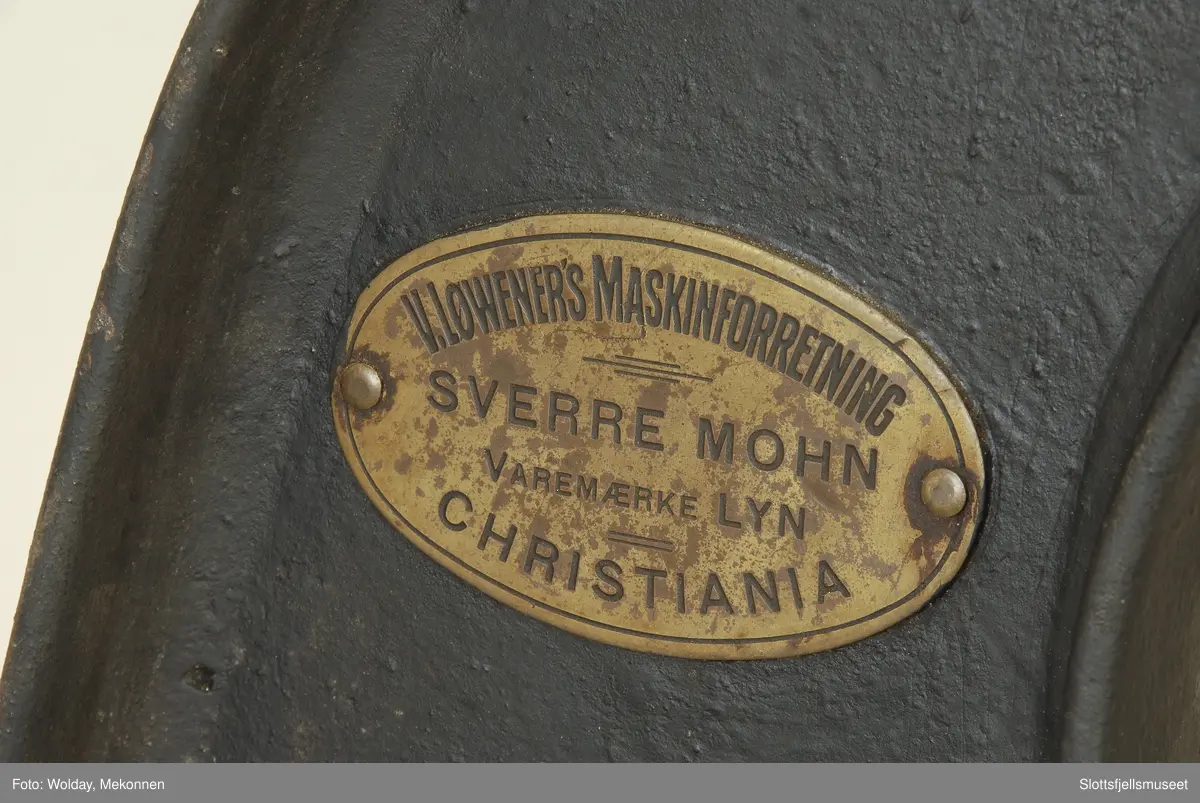 V. LØWENER'S MASKINFORRETNING
SVERRE MOHN
VAREMÆRKE LYN
CHRISTIANIA
Foto: Wolday, Mekonnen
Slottsfjellsmuseet